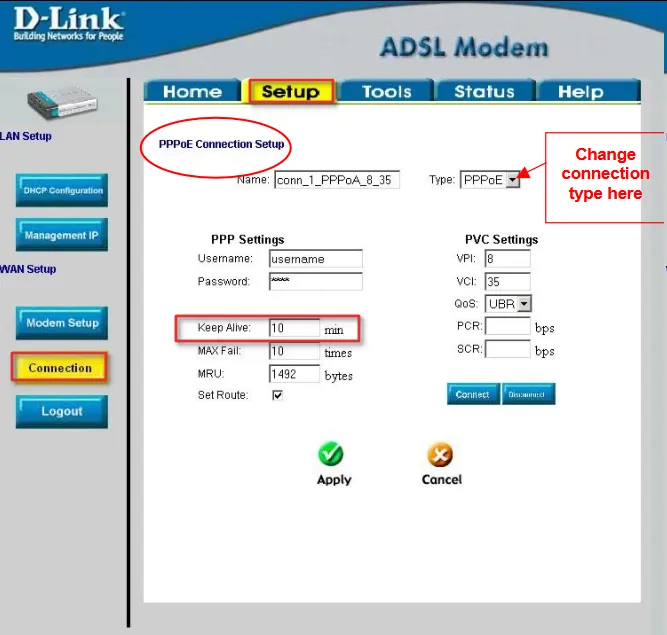 D-Link
Building Networks for People
ADSL Modem
Home Setup Tools Status Help
LAN Setup
DHCP Configuration
Management IP
WAN Setup
Modem Setup
Connection
Logout
PPPoE Connection Setup
Name: conn_1_PPPoA_8_35 Type: PPPoE
Change
connection
type here
PPP Settings PVC Settings
Username: username VPI: 8
Password: **** VCI: 35
QoS: UBR
Keep Alive: 10 min PCR: bps
MAX Fail: 10 times SCR: bps
MRU: 1492 bytes
Set Route:
Connect Disconnect
Apply Cancel